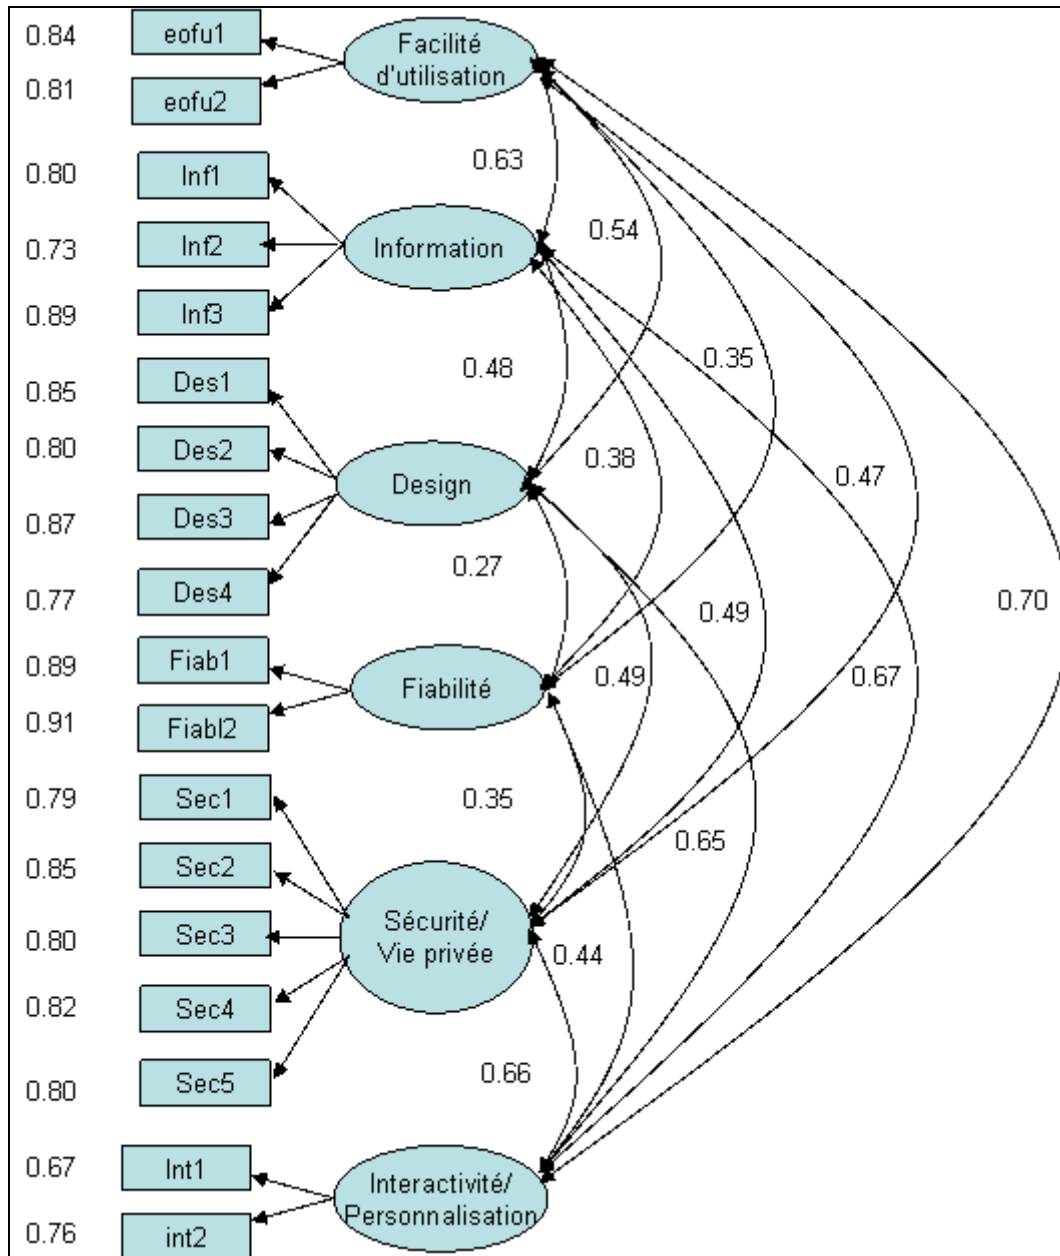 0.84
eofu1
Facilité
d'utilisation
0.81
eofu2
0.63
0.80
Inf1
0.73
Inf2
Information
0.54
0.89
Inf3
0.48
0.35
0.85
Des1
0.80
Des2
Design
0.38
0.47
0.87
Des3
0.27
0.77
Des4
0.49
0.70
0.89
Fiab1
Fiabilité
0.49
0.67
0.91
Fiabl2
0.79
Sec1
0.35
0.65
0.85
Sec2
0.80
Sec3
Sécurité/
Vie privée
0.44
0.82
Sec4
0.66
0.80
Sec5
0.67
Int1
Interactivité/
Personnalisation
0.76
int2